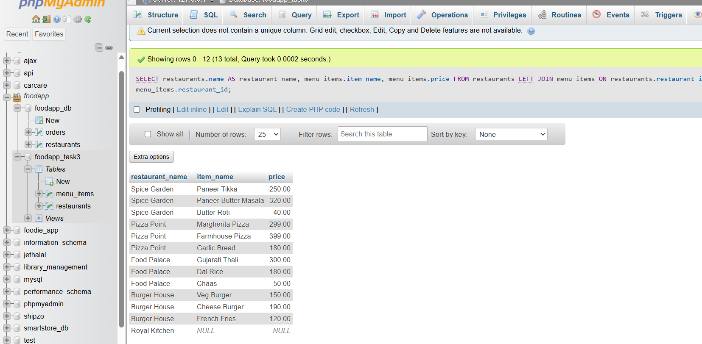 phpMyAdmin
Recent
Favorites
ajax
api
carcare
foodapp
foodapp_db
New
orders
restaurants
foodapp_task3
Tables
New
menu_items
restaurants
Views
foodie_app
information_schema
jethalal
library_management
mysql
performance_schema
phpmyadmin
shipzo
smartstore_db
test
Structure
SQL
Search
Query
Export
Import
Operations
Privileges
Routines
Events
Triggers
Current selection does not contain a unique column. Grid edit, checkbox, Edit, Copy and Delete features are not available.
Showing rows 0 12 (13 total, Query took 0.0002 seconds.)
SELECT restaurants.name AS restaurant_name, menu_items.item_name, menu_items.price FROM restaurants LEFT JOIN menu_items ON restaurants.restaurant_i
menu_items.restaurant_id;
Profiling [ Edit inline ] [ Edit ] [ Explain SQL ] [ Create PHP code ] [ Refresh ]
Show all
Number of rows:
25
Filter rows:
Search this table
Sort by key:
None
Extra options
restaurant_name item_name price
Spice Garden Paneer Tikka 250.00
Spice Garden Paneer Butter Masala 320.00
Spice Garden Butter Roti 40.00
Pizza Point Margherita Pizza 299.00
Pizza Point Farmhouse Pizza 399.00
Pizza Point Garlic Bread 180.00
Food Palace Gujarati Thali 300.00
Food Palace Dal Rice 180.00
Food Palace Chaas 50.00
Burger House Veg Burger 150.00
Burger House Cheese Burger 190.00
Burger House French Fries 120.00
Royal Kitchen NULL NULL